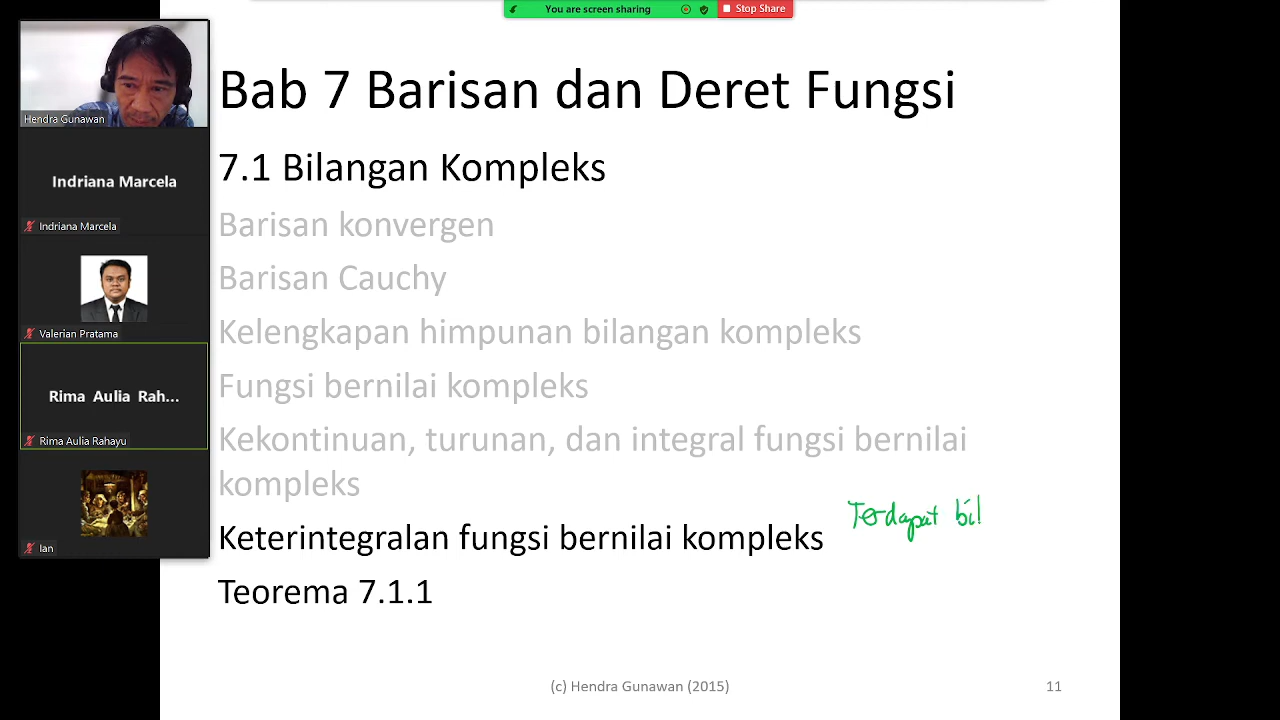 You are screen sharing
Stop Share
Hendra Gunawan
Indriana Marcela
Indriana Marcela
Valerian Pratama
Rima Aulia Rah...
Rima Aulia Rahayu
Ian
Bab 7 Barisan dan Deret Fungsi
7.1 Bilangan Kompleks
Barisan konvergen
Barisan Cauchy
Kelengkapan himpunan bilangan kompleks
Fungsi bernilai kompleks
Kekontinuan, turunan, dan integral fungsi bernilai
kompleks
Terdapat bil
Keterintegralan fungsi bernilai kompleks
Teorema 7.1.1
(c) Hendra Gunawan (2015)
11